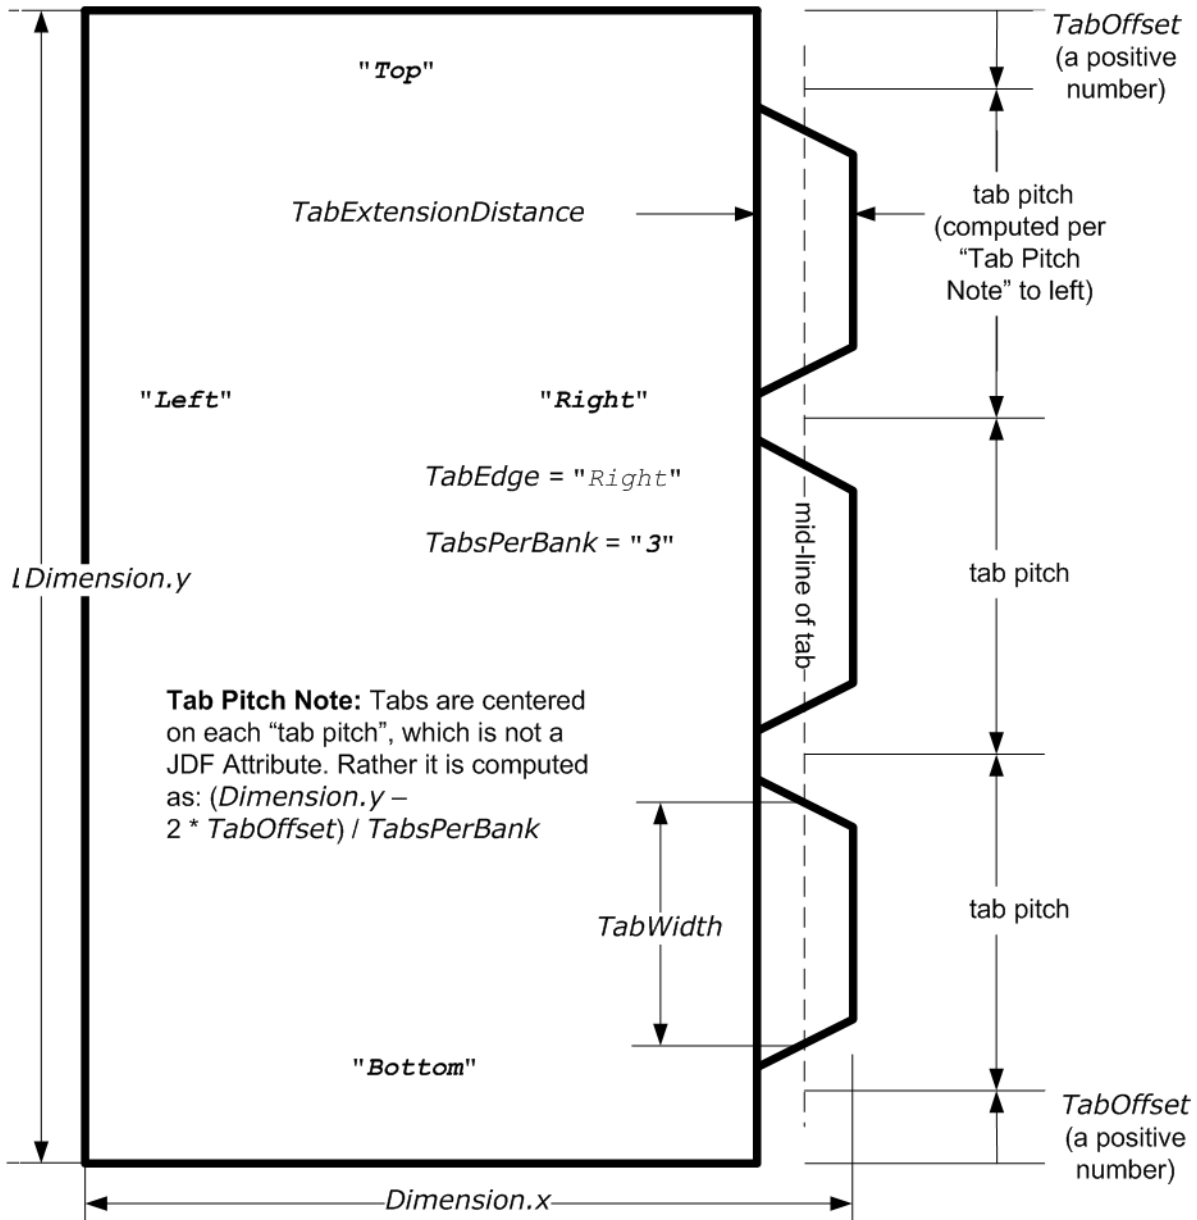 TabOffset
(a positive
number)
"Top"
TabExtensionDistance
tab pitch
(computed per
“Tab Pitch
Note” to left)
"Left"
"Right"
TabEdge = "Right"
TabsPerBank = "3"
mid-line of tab
Dimension.y
tab pitch
Tab Pitch Note: Tabs are centered
on each “tab pitch”, which is not a
JDF Attribute. Rather it is computed
as: (Dimension.y –
2 * TabOffset) / TabsPerBank
TabWidth
tab pitch
"Bottom"
TabOffset
(a positive
number)
Dimension.x